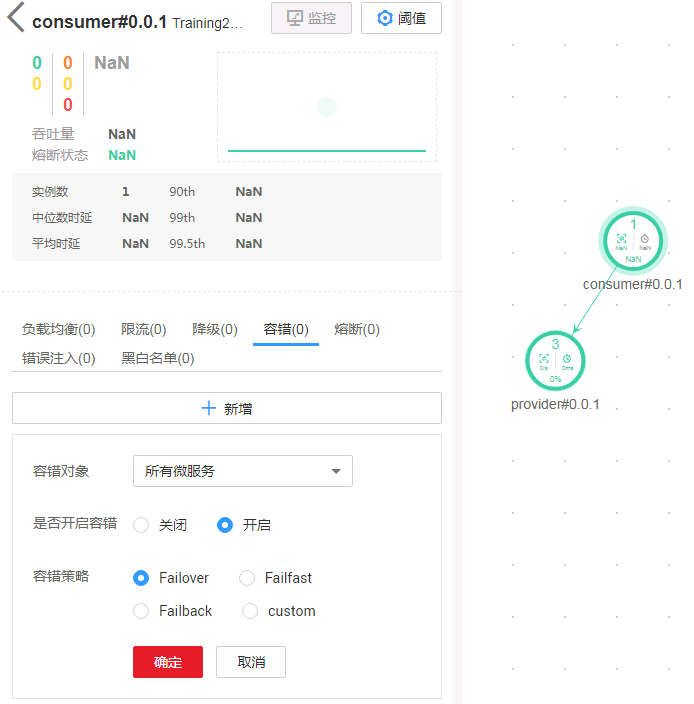 consumer#0.0.1 Training2... 监控 阈值
0 0 NaN
0 0
0
吞吐量 NaN
熔断状态 NaN
实例数 1 90th NaN
中位数时延 NaN 99th NaN
平均时延 NaN 99.5th NaN
负载均衡(0) 限流(0) 降级(0) 容错(0) 熔断(0)
错误注入(0) 黑白名单(0)
新增
容错对象 所有微服务
是否开启容错 关闭 开启
容错策略 Failover Failfast
Failback custom
确定 取消
1
NaN NaN
NaN
consumer#0.0.1
3
0/s 0ms
0%
provider#0.0.1